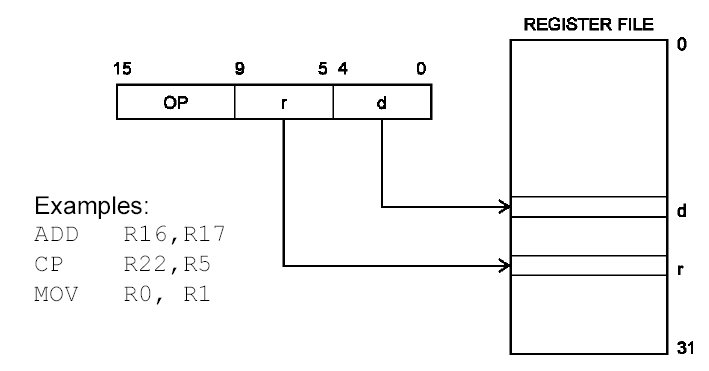 REGISTER FILE
0
15 9 5 4 0
OP r d
d
r
31
Examples:
ADD R16,R17
CP R22,R5
MOV R0, R1